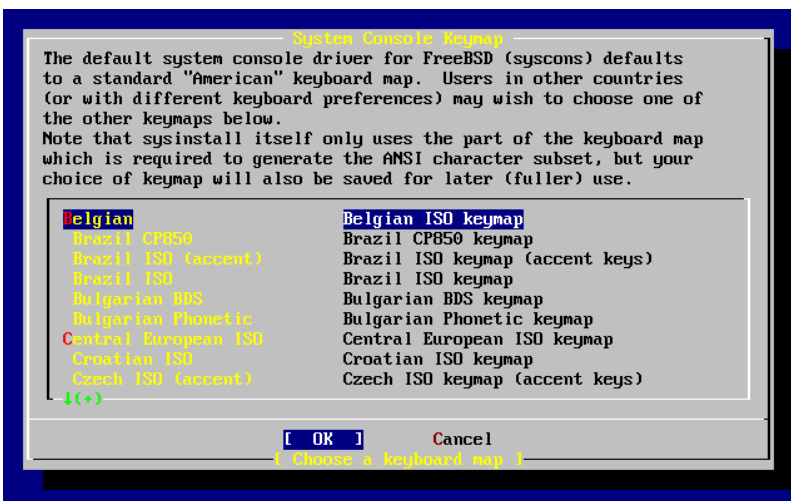 System Console Keymap
The default system console driver for FreeBSD (syscons) defaults
to a standard "American" keyboard map.  Users in other countries
(or with different keyboard preferences) may wish to choose one of
the other keymaps below.
Note that sysinstall itself only uses the part of the keyboard map
which is required to generate the ANSI character subset, but your
choice of keymap will also be saved for later (fuller) use.
Belgian Belgian ISO keymap
Brazil CP850 Brazil CP850 keymap
Brazil ISO (accent) Brazil ISO keymap (accent keys)
Brazil ISO Brazil ISO keymap
Bulgarian BDS Bulgarian BDS keymap
Bulgarian Phonetic Bulgarian Phonetic keymap
Central European ISO Central European ISO keymap
Croatian ISO Croatian ISO keymap
Czech ISO (accent) Czech ISO keymap (accent keys)
↓(+)
[ OK ] Cancel
[ Choose a keyboard map ]